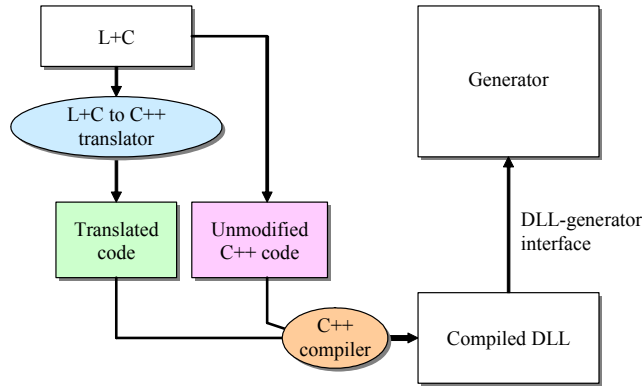 L+C
L+C to C++
translator
Translated
code
Unmodified
C++ code
C++
compiler
Generator
DLL-generator
interface
Compiled DLL